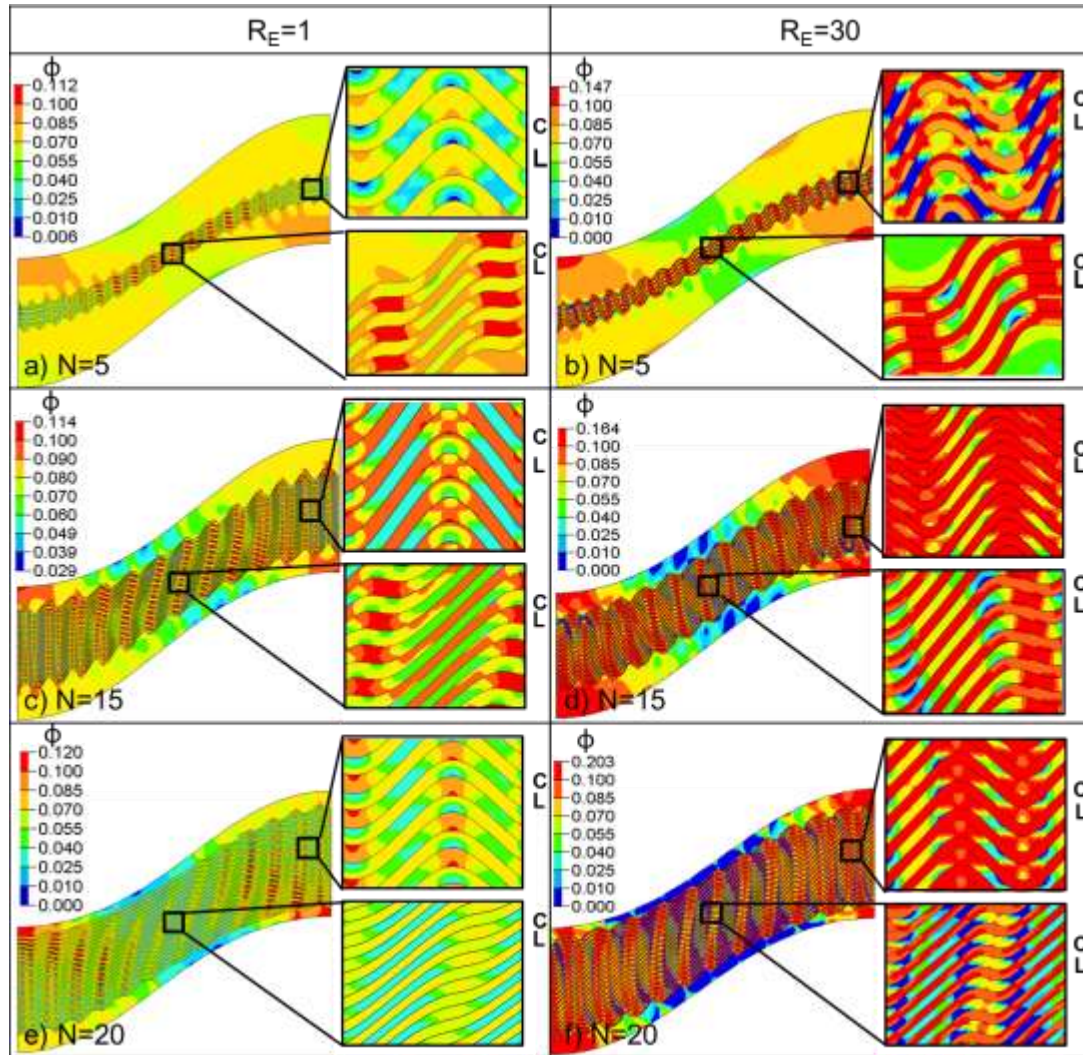 R_E=1
R_E=30
ϕ
0.112
0.100
0.085
0.070
0.055
0.040
0.025
0.010
0.006
C
L
C
L
a) N=5
ϕ
0.147
0.100
0.085
0.070
0.055
0.040
0.025
0.010
0.000
C
L
C
L
b) N=5
ϕ
0.114
0.100
0.090
0.080
0.070
0.060
0.049
0.039
0.029
C
L
C
L
c) N=15
ϕ
0.164
0.100
0.085
0.070
0.055
0.040
0.025
0.010
0.000
C
L
C
L
d) N=15
ϕ
0.120
0.100
0.085
0.070
0.055
0.040
0.025
0.010
0.000
C
L
C
L
e) N=20
ϕ
0.203
0.100
0.085
0.070
0.055
0.040
0.025
0.010
0.000
C
L
C
L
f) N=20